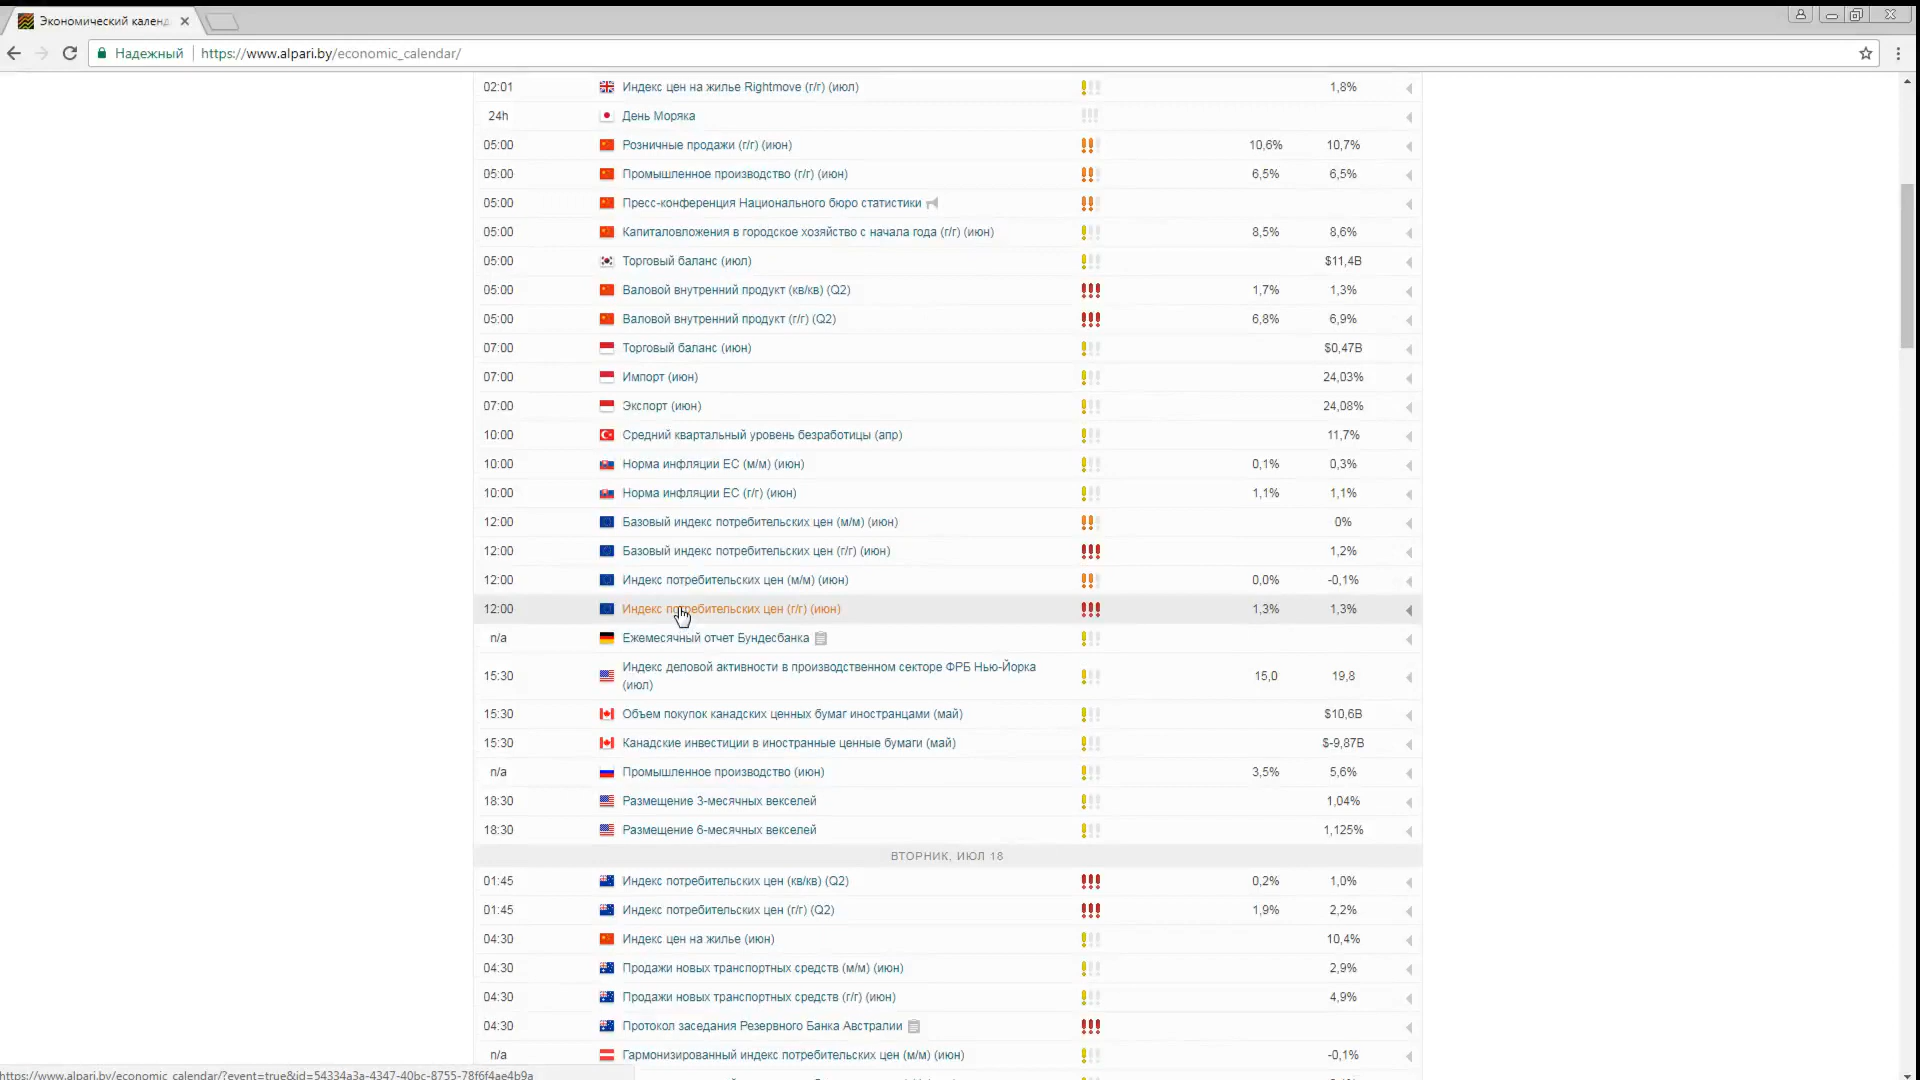 Экономический календ
Надежный https://www.alpari.by/economic_calendar/
02:01 Индекс цен на жилье Rightmove (г/г) (июл) 1,8%
24h День Моряка
05:00 Розничные продажи (г/г) (июн) 10,6% 10,7%
05:00 Промышленное производство (г/г) (июн) 6,5% 6,5%
05:00 Пресс-конференция Национального бюро статистики
05:00 Капиталовложения в городское хозяйство с начала года (г/г) (июн) 8,5% 8,6%
05:00 Торговый баланс (июл) $11,4B
05:00 Валовой внутренний продукт (кв/кв) (Q2) 1,7% 1,3%
05:00 Валовой внутренний продукт (г/г) (Q2) 6,8% 6,9%
07:00 Торговый баланс (июн) $0,47B
07:00 Импорт (июн) 24,03%
07:00 Экспорт (июн) 24,08%
10:00 Средний квартальный уровень безработицы (апр) 11,7%
10:00 Норма инфляции ЕС (м/м) (июн) 0,1% 0,3%
10:00 Норма инфляции ЕС (г/г) (июн) 1,1% 1,1%
12:00 Базовый индекс потребительских цен (м/м) (июн) 0%
12:00 Базовый индекс потребительских цен (г/г) (июн) 1,2%
12:00 Индекс потребительских цен (м/м) (июн) 0,0% -0,1%
12:00 Индекс потребительских цен (г/г) (июн) 1,3% 1,3%
n/a Ежемесячный отчет Бундесбанка
15:30 Индекс деловой активности в производственном секторе ФРБ Нью-Йорка 15,0 19,8
(июл)
15:30 Объем покупок канадских ценных бумаг иностранцами (май) $10,6B
15:30 Канадские инвестиции в иностранные ценные бумаги (май) $-9,87B
n/a Промышленное производство (июн) 3,5% 5,6%
18:30 Размещение 3-месячных векселей 1,04%
18:30 Размещение 6-месячных векселей 1,125%
ВТОРНИК, ИЮЛ 18
01:45 Индекс потребительских цен (кв/кв) (Q2) 0,2% 1,0%
01:45 Индекс потребительских цен (г/г) (Q2) 1,9% 2,2%
04:30 Индекс цен на жилье (июн) 10,4%
04:30 Продажи новых транспортных средств (м/м) (июн) 2,9%
04:30 Продажи новых транспортных средств (г/г) (июн) 4,9%
04:30 Протокол заседания Резервного Банка Австралии
n/a Гармонизированный индекс потребительских цен (м/м) (июн) -0,1%
https://www.alpari.by/economic_calendar/?event=true&id=54334a3a-4347-40bc-8755-78f6f4ae4b9a